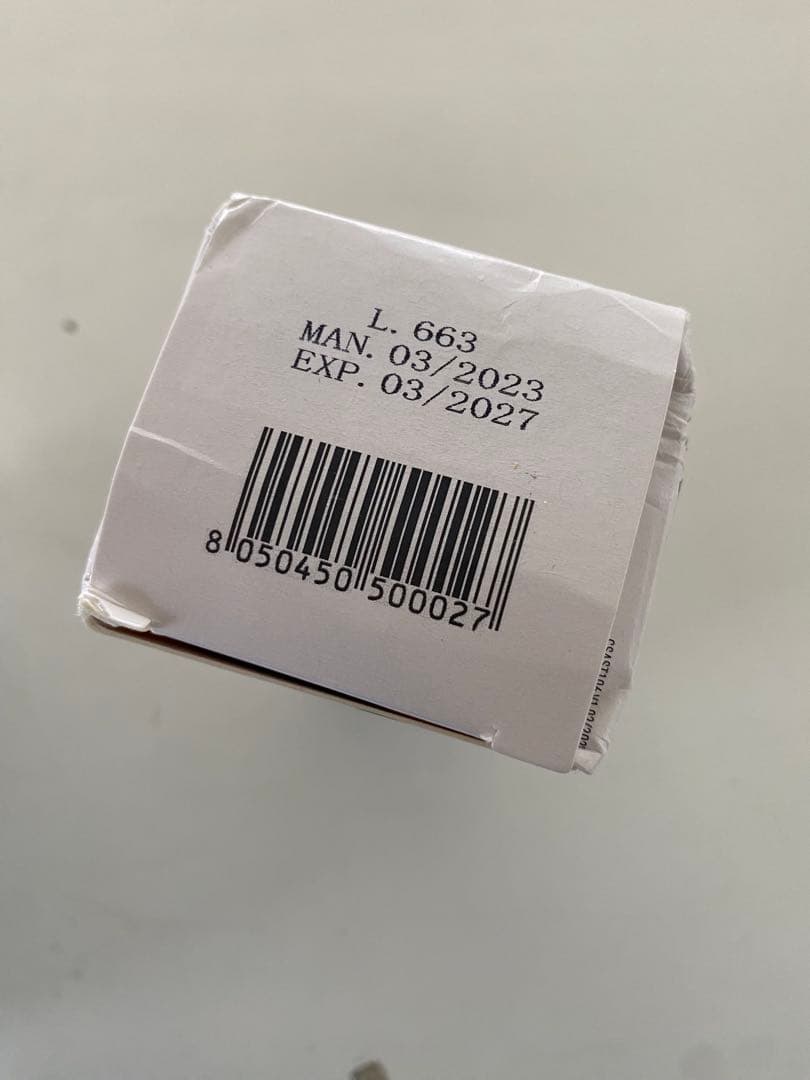 L. 663
MAN. 03/2023
EXP. 03/2027
8 050450 500027